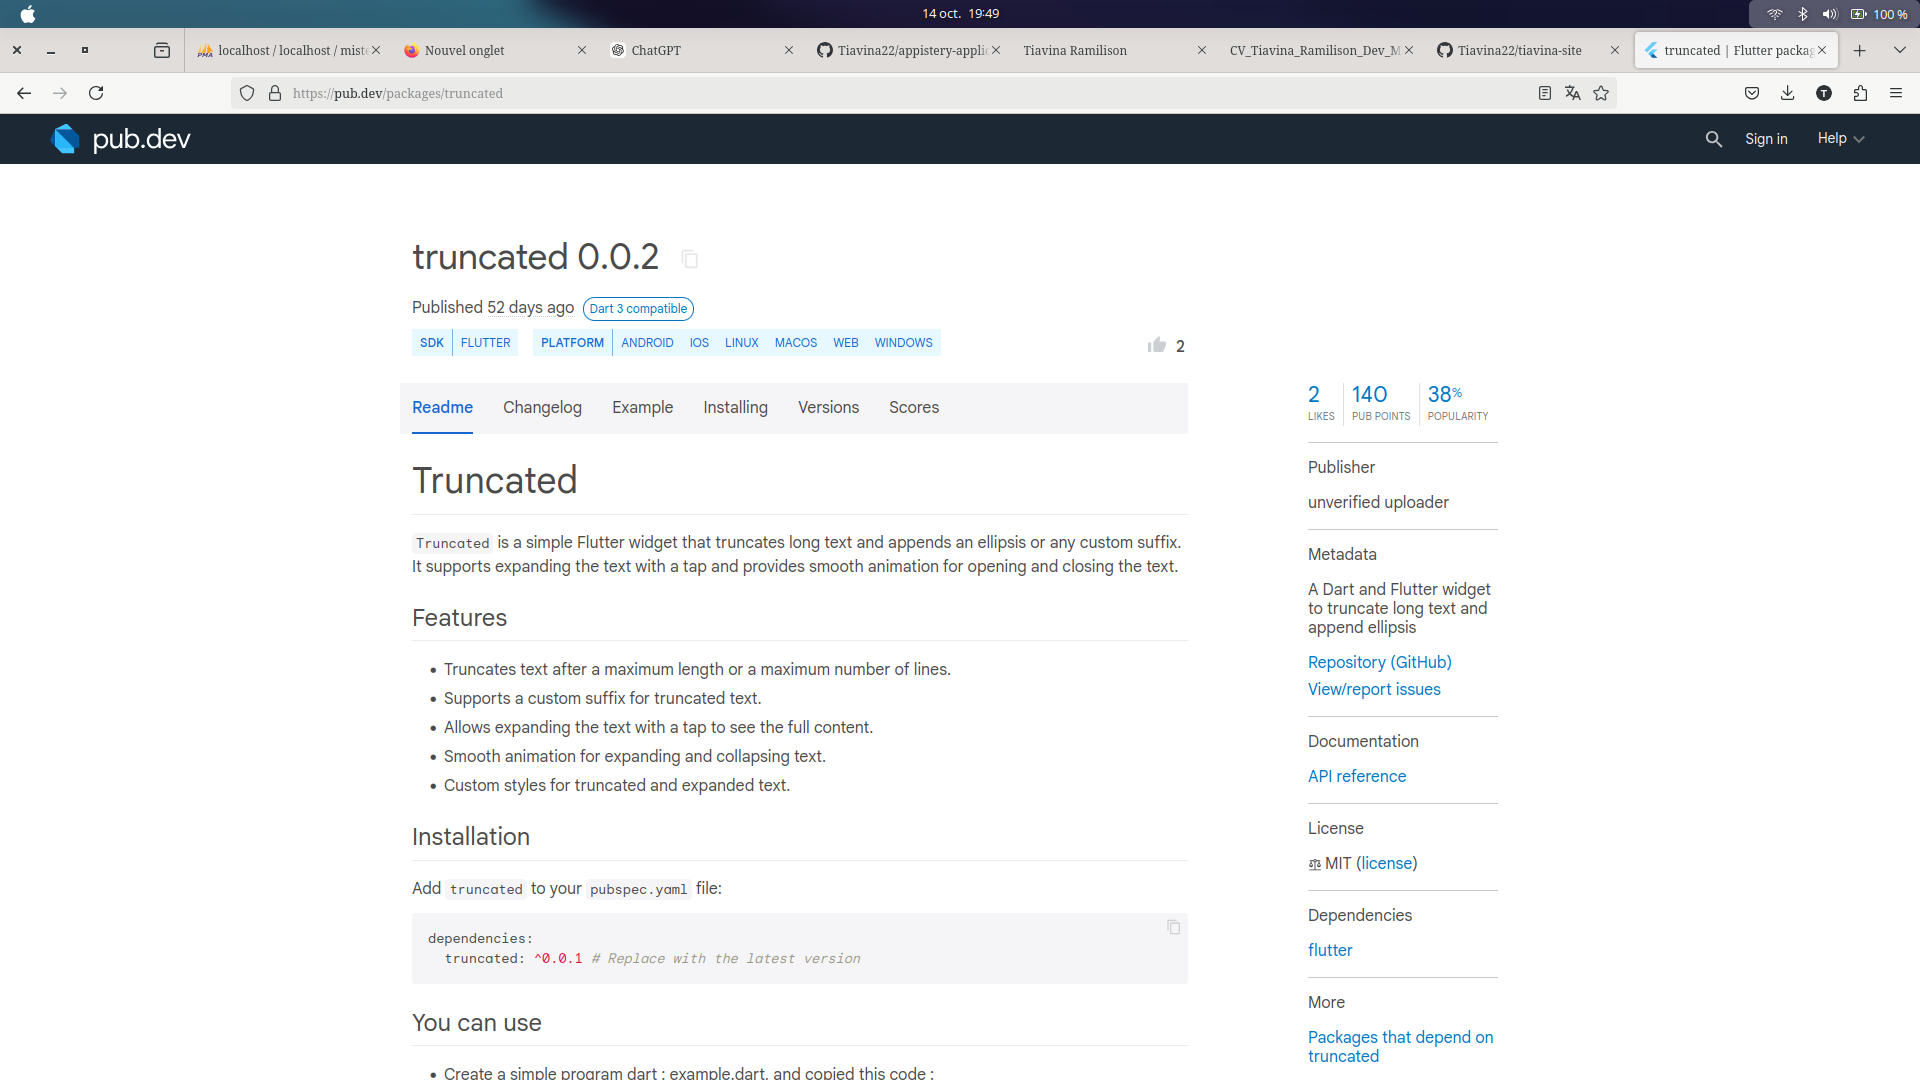 14 oct. 19:49
100 %
localhost / localhost / miste
Nouvel onglet
ChatGPT
Tiavina22/appistery-applic
Tiavina Ramilison
CV_Tiavina_Ramilison_Dev_M
Tiavina22/tiavina-site
truncated | Flutter packag
https://pub.dev/packages/truncated
T
pub.dev
Sign in
Help
truncated 0.0.2
Published 52 days ago
Dart 3 compatible
SDK FLUTTER
PLATFORM ANDROID IOS LINUX MACOS WEB WINDOWS
2
Readme Changelog Example Installing Versions Scores
Truncated
Truncated is a simple Flutter widget that truncates long text and appends an ellipsis or any custom suffix.
It supports expanding the text with a tap and provides smooth animation for opening and closing the text.
Features
• Truncates text after a maximum length or a maximum number of lines.
• Supports a custom suffix for truncated text.
• Allows expanding the text with a tap to see the full content.
• Smooth animation for expanding and collapsing text.
• Custom styles for truncated and expanded text.
Installation
Add truncated to your pubspec.yaml file:
dependencies:
truncated: ^0.0.1 # Replace with the latest version
You can use
• Create a simple program dart : example.dart, and copied this code :
2 140 38%
LIKES PUB POINTS POPULARITY
Publisher
unverified uploader
Metadata
A Dart and Flutter widget
to truncate long text and
append ellipsis
Repository (GitHub)
View/report issues
Documentation
API reference
License
MIT (license)
Dependencies
flutter
More
Packages that depend on
truncated